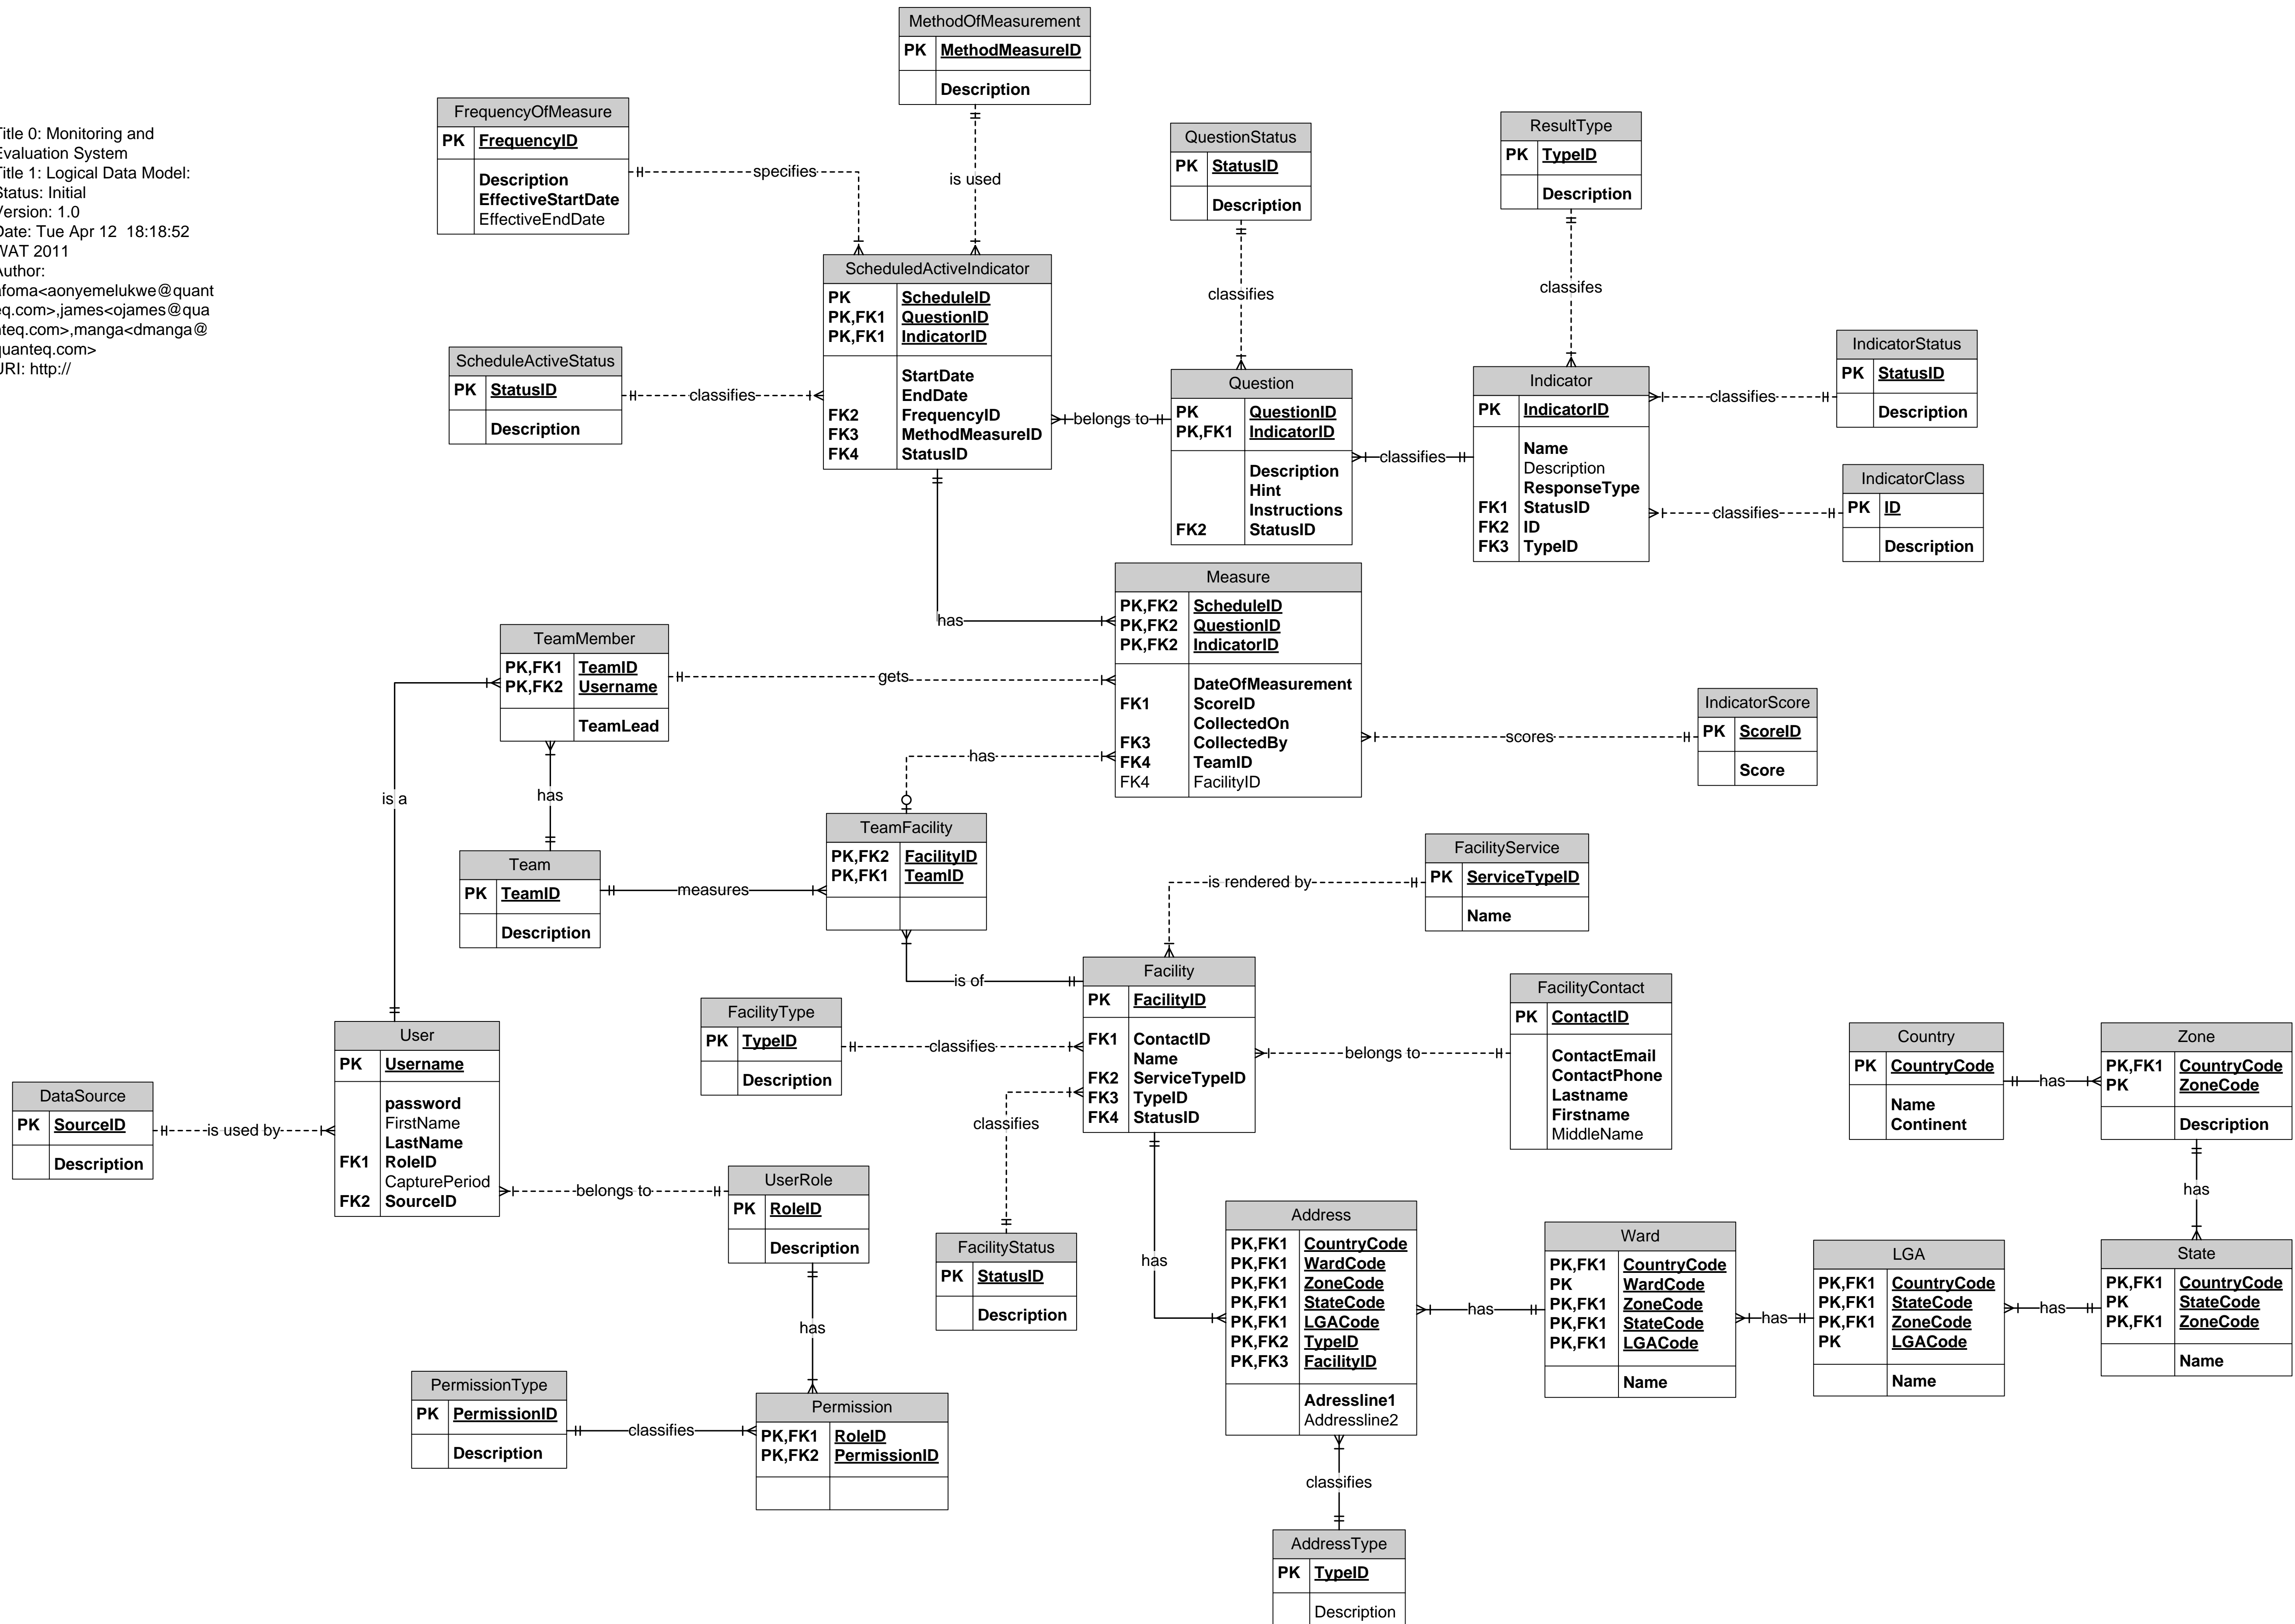 MethodOfMeasurement
PK MethodMeasureID
Description
FrequencyOfMeasure
PK FrequencyID
Description
EffectiveStartDate
EffectiveEndDate
specifies
is used
Title 0: Monitoring and
Evaluation System
Title 1: Logical Data Model:
Status: Initial
Version: 1.0
Date: Tue Apr 12 18:18:52
WAT 2011
Author:
afoma<aonyemelukwe@quant
eq.com>,james<ojames@qua
nteq.com>,manga<dmanga@
quanteq.com>
URI: http://
QuestionStatus
PK StatusID
Description
classifies
ResultType
PK TypeID
Description
classifes
ScheduledActiveIndicator
PK ScheduleID
PK,FK1 QuestionID
PK,FK1 IndicatorID
StartDate
EndDate
FK2 FrequencyID
FK3 MethodMeasureID
FK4 StatusID
ScheduleActiveStatus
PK StatusID
Description
classifies
belongs to
Question
PK QuestionID
PK,FK1 IndicatorID
Description
Hint
Instructions
FK2 StatusID
classifies
Indicator
PK IndicatorID
Name
Description
ResponseType
FK1 StatusID
FK2 ID
FK3 TypeID
classifies
IndicatorStatus
PK StatusID
Description
classifies
IndicatorClass
PK ID
Description
has
Measure
PK,FK2 ScheduleID
PK,FK2 QuestionID
PK,FK2 IndicatorID
DateOfMeasurement
FK1 ScoreID
CollectedOn
FK3 CollectedBy
FK4 TeamID
FK4 FacilityID
TeamMember
PK,FK1 TeamID
PK,FK2 Username
TeamLead
gets
scores
IndicatorScore
PK ScoreID
Score
has
is a
has
TeamFacility
PK,FK2 FacilityID
PK,FK1 TeamID
Team
PK TeamID
Description
measures
is of
FacilityService
PK ServiceTypeID
Name
is rendered by
Facility
PK FacilityID
FK1 ContactID
Name
FK2 ServiceTypeID
FK3 TypeID
FK4 StatusID
FacilityContact
PK ContactID
ContactEmail
ContactPhone
Lastname
Firstname
MiddleName
belongs to
FacilityType
PK TypeID
Description
classifies
classifies
FacilityStatus
PK StatusID
Description
Country
PK CountryCode
Name
Continent
has
Zone
PK,FK1 CountryCode
PK ZoneCode
Description
has
User
PK Username
password
FirstName
LastName
FK1 RoleID
CapturePeriod
FK2 SourceID
DataSource
PK SourceID
Description
is used by
belongs to
UserRole
PK RoleID
Description
has
has
Address
PK,FK1 CountryCode
PK,FK1 WardCode
PK,FK1 ZoneCode
PK,FK1 StateCode
PK,FK1 LGACode
PK,FK2 TypeID
PK,FK3 FacilityID
Adressline1
Addressline2
has
Ward
PK,FK1 CountryCode
PK WardCode
PK,FK1 ZoneCode
PK,FK1 StateCode
PK,FK1 LGACode
Name
has
LGA
PK,FK1 CountryCode
PK,FK1 StateCode
PK,FK1 ZoneCode
PK LGACode
Name
has
State
PK,FK1 CountryCode
PK StateCode
PK,FK1 ZoneCode
Name
PermissionType
PK PermissionID
Description
classifies
Permission
PK,FK1 RoleID
PK,FK2 PermissionID
classifies
AddressType
PK TypeID
Description